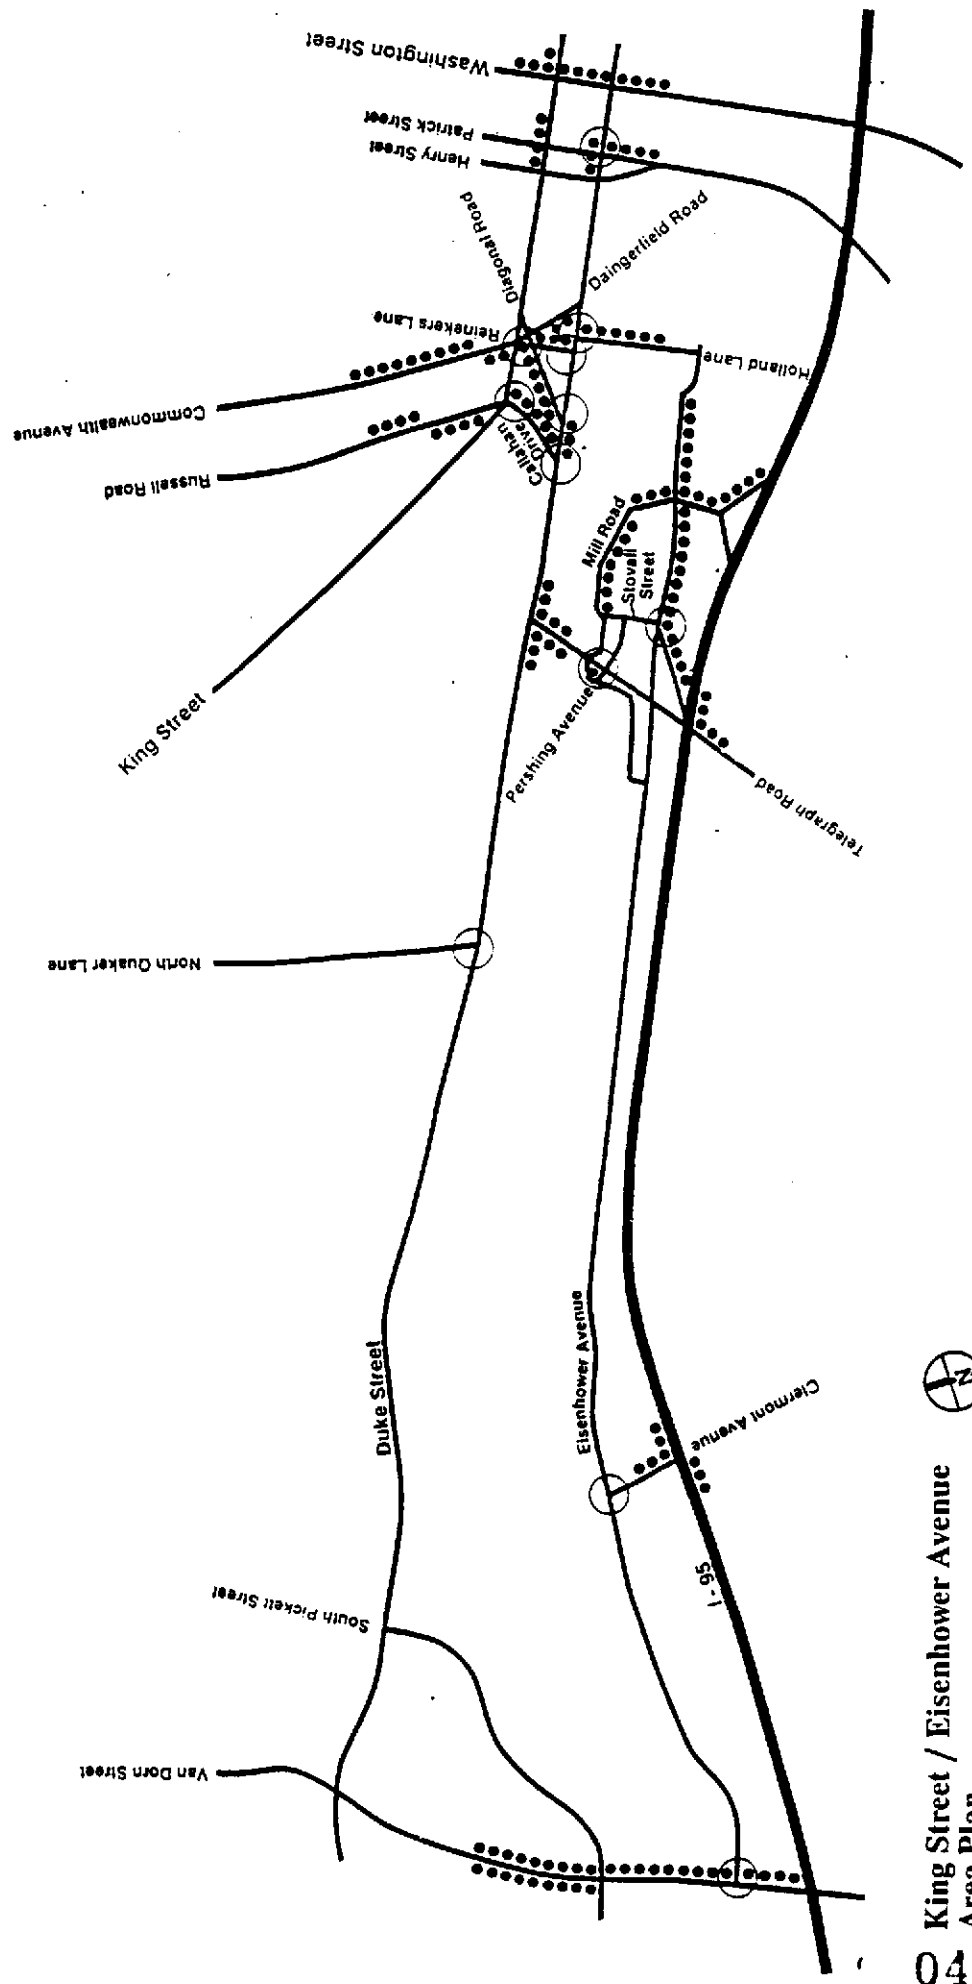 Washington Street
Patrick Street
Henry Street
Diagonal Road
Daingerfield Road
Reinekers Lane
Commonwealth Avenue
Holland Lane
Russell Road
Callahan
Drive
Mill Road
Stovall
Street
King Street
Pershing Avenue
Telegraph Road
North Quaker Lane
Duke Street
Eisenhower Avenue
Clermont Avenue
I - 95
South Pickett Street
Van Dorn Street
N
King Street / Eisenhower Avenue
Area Plan
04